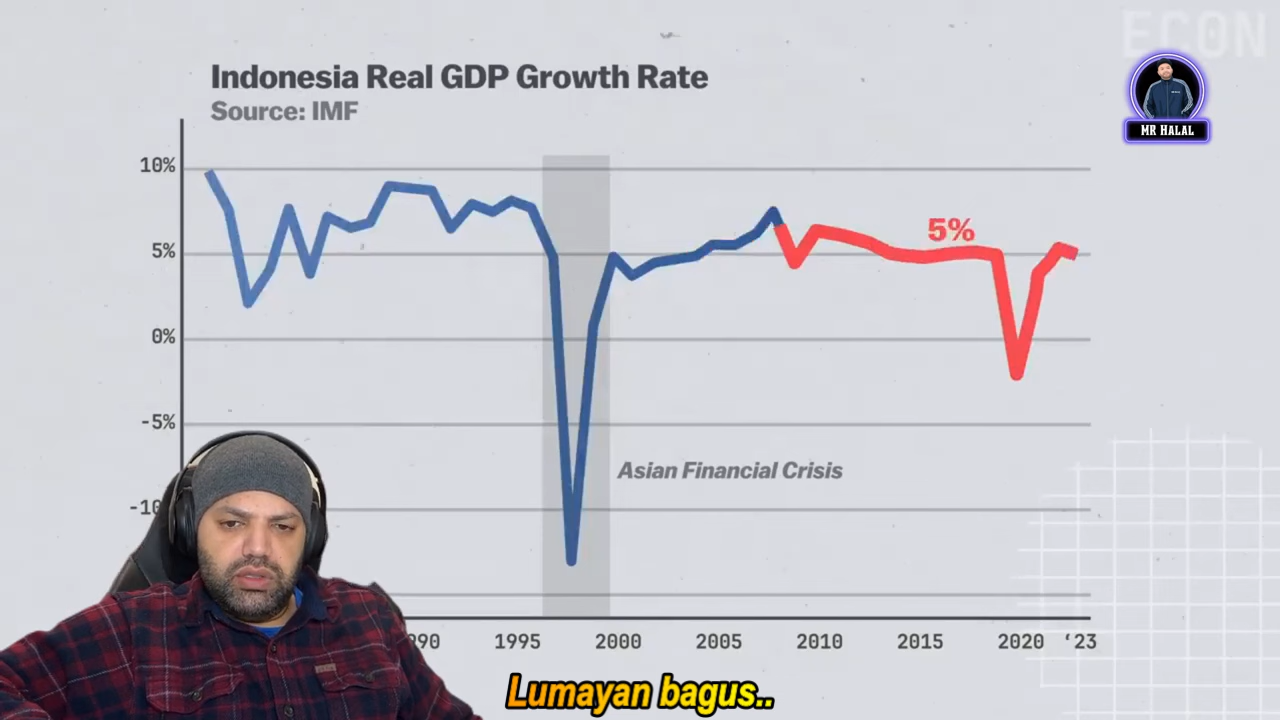 ECON
Indonesia Real GDP Growth Rate
Source: IMF
MR HALAL
10%
5%
5%
0%
-5%
Asian Financial Crisis
1995 2000 2005 2010 2015 2020 ‘23
Lumayan bagus..